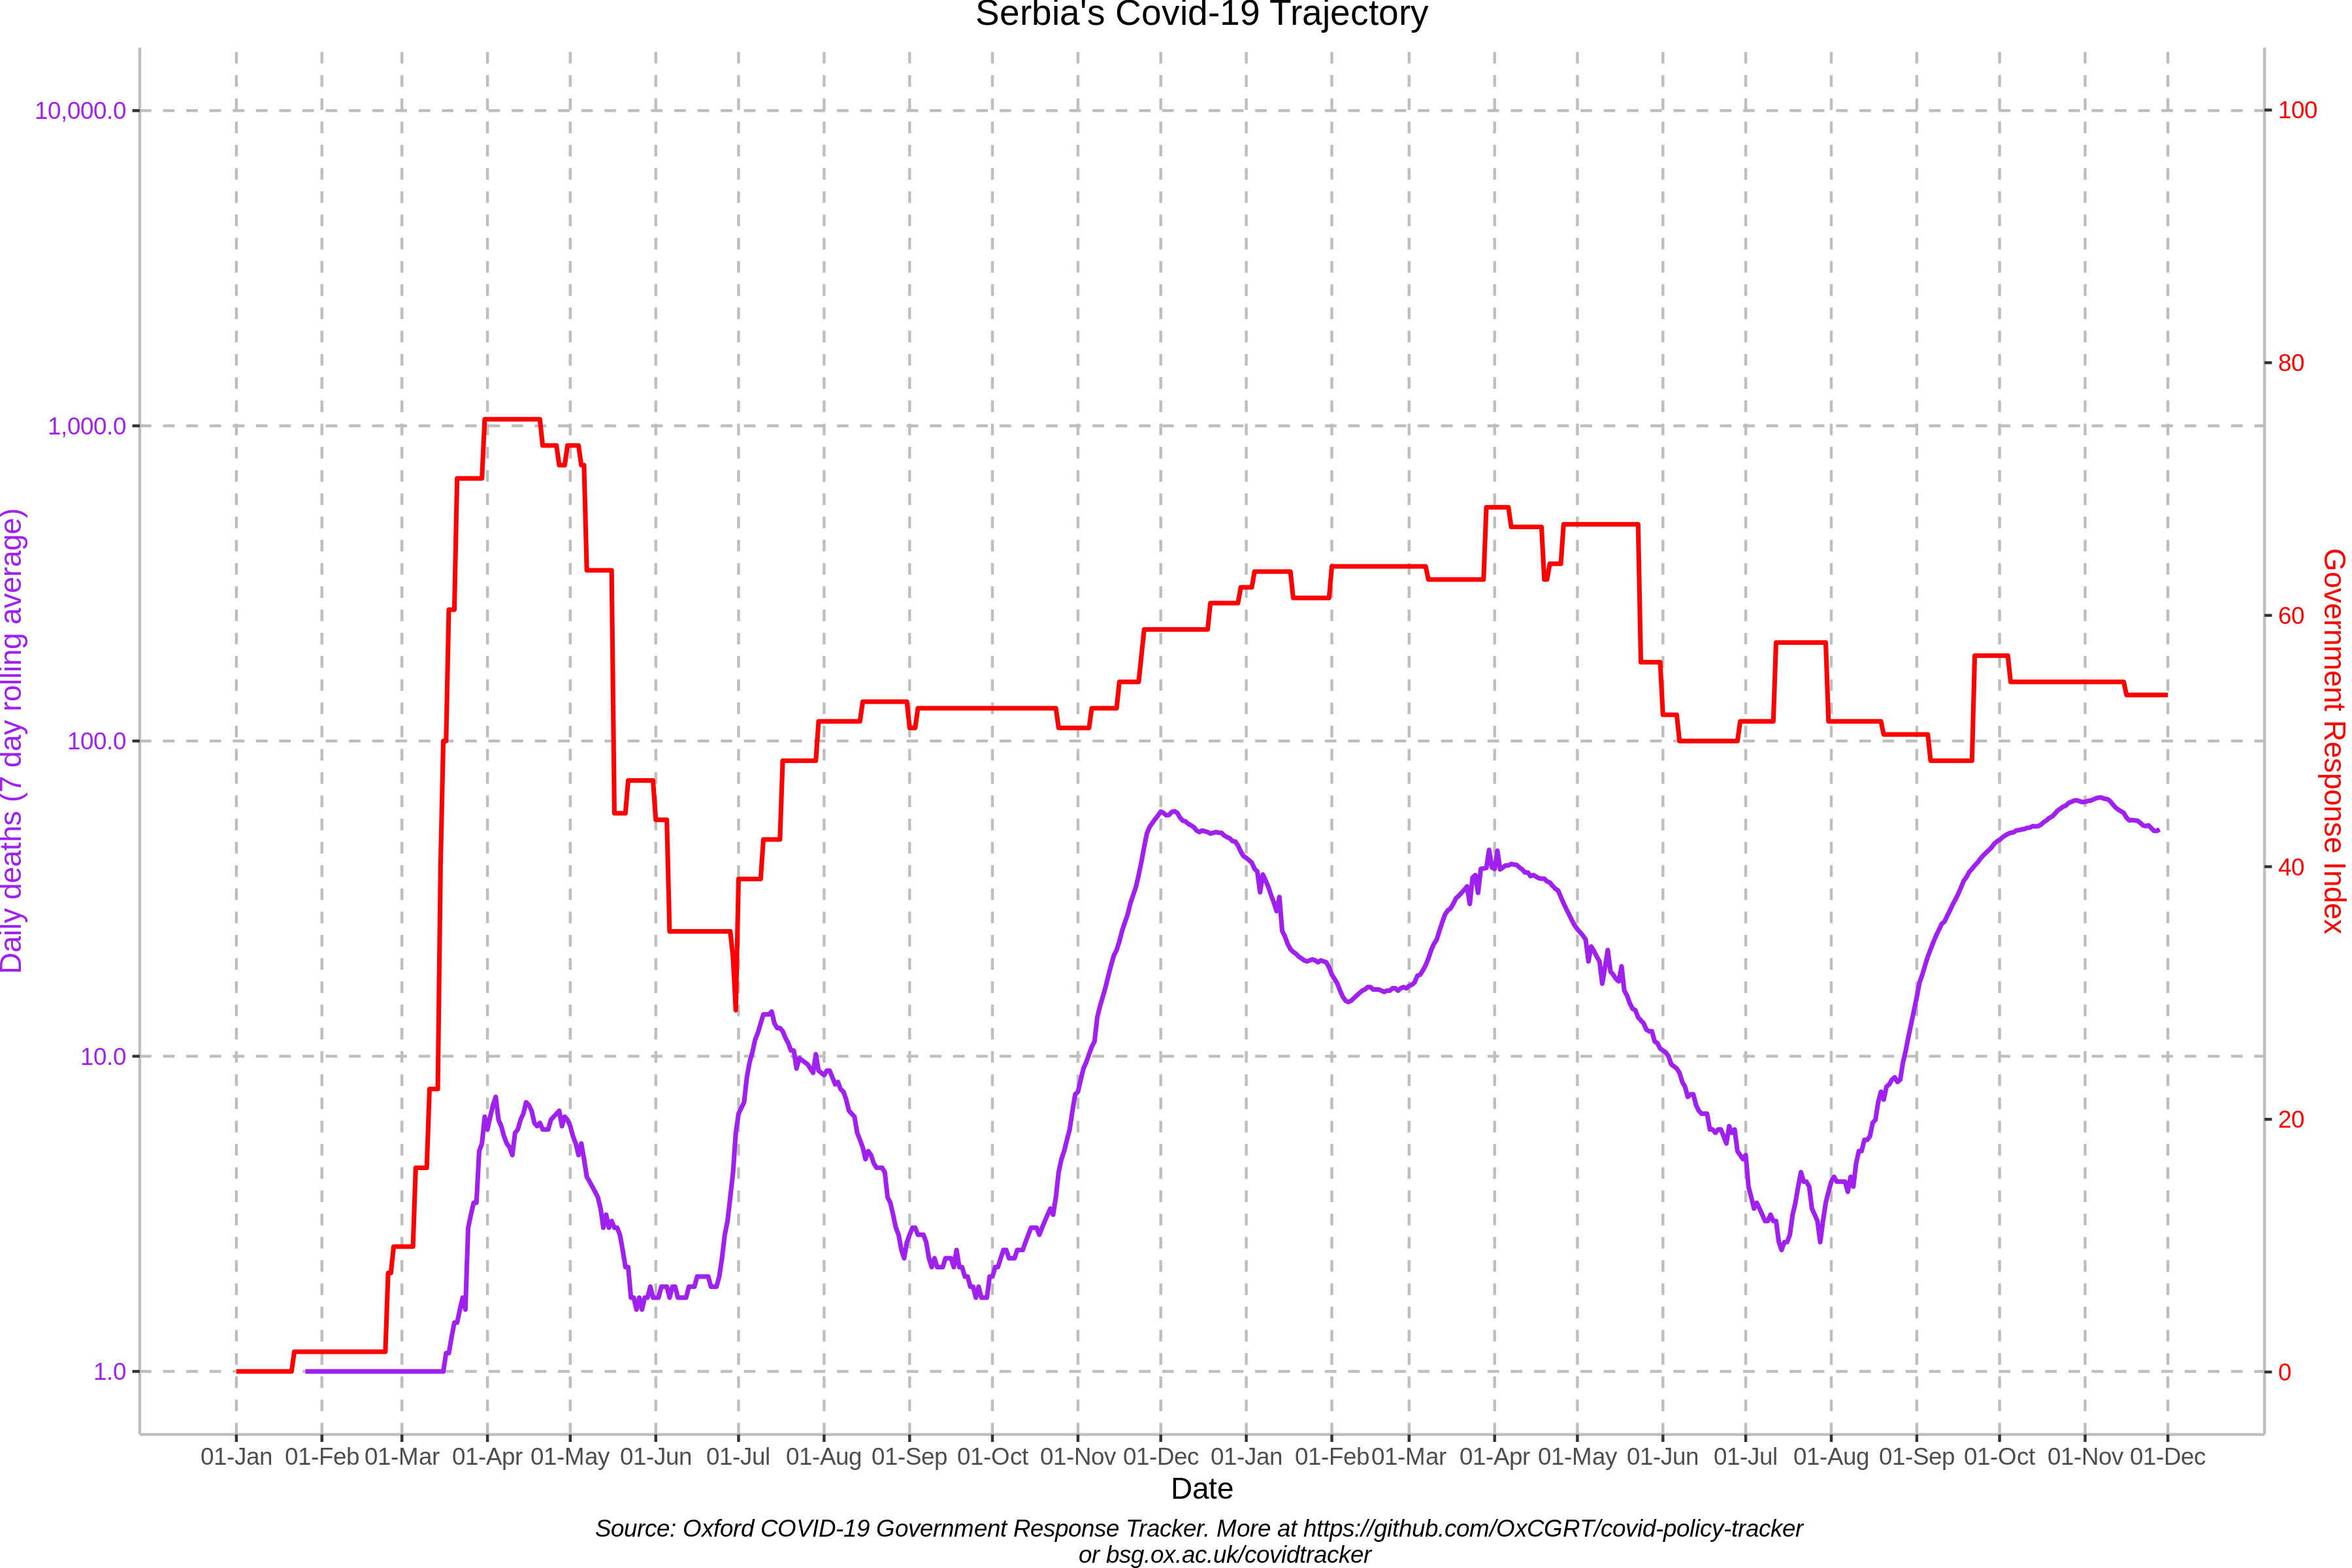 Serbia's Covid-19 Trajectory
Daily deaths (7 day rolling average)
10,000.0
1,000.0
100.0
10.0
1.0
100
80
60
40
20
0
Government Response Index
01-Jan 01-Feb 01-Mar 01-Apr 01-May 01-Jun 01-Jul 01-Aug 01-Sep 01-Oct 01-Nov 01-Dec 01-Jan 01-Feb 01-Mar 01-Apr 01-May 01-Jun 01-Jul 01-Aug 01-Sep 01-Oct 01-Nov 01-Dec
Date
Source: Oxford COVID-19 Government Response Tracker. More at https://github.com/OxCGRT/covid-policy-tracker
or bsg.ox.ac.uk/covidtracker